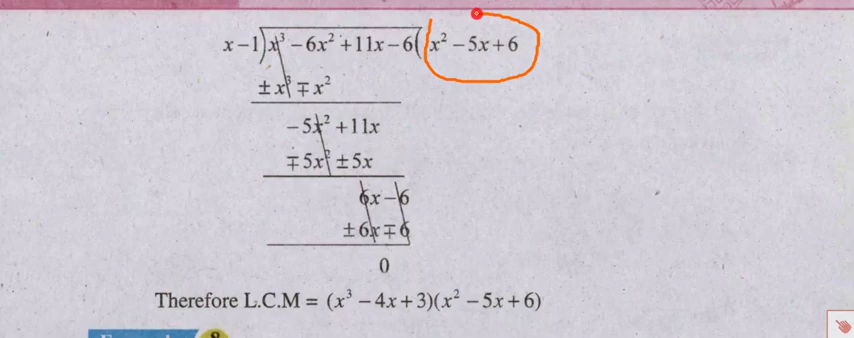 x−1)x³ −6x² +11x−6( x² −5x+6
±x³ ∓x²
−5x² +11x
∓5x² ±5x
6x−6
±6x∓6
0
Therefore L.C.M = (x³ −4x+3)(x² −5x+6)